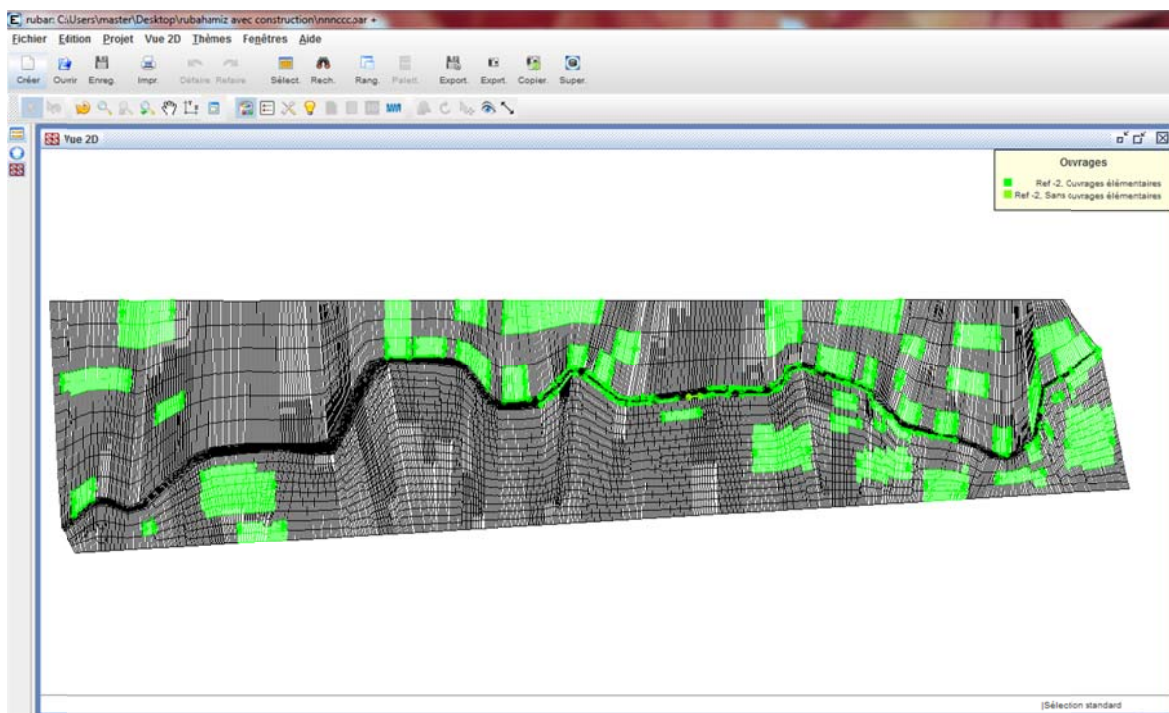 rubar: C:\Users\master\Desktop\rubahamiz avec construction\nnnccc.par +
Fichier Edition Projet Vue 2D Thèmes Fenêtres Aide
Créer Ouvrir Enreg. Impr. Défaire Refaire Sélect. Rech. Rang. Palett. Export. Exprt. Copier. Super.
Vue 2D
Ouvrages
Ref -2, Ouvrages élémentaires
Ref -2, Sans ouvrages élémentaires
|Sélection standard